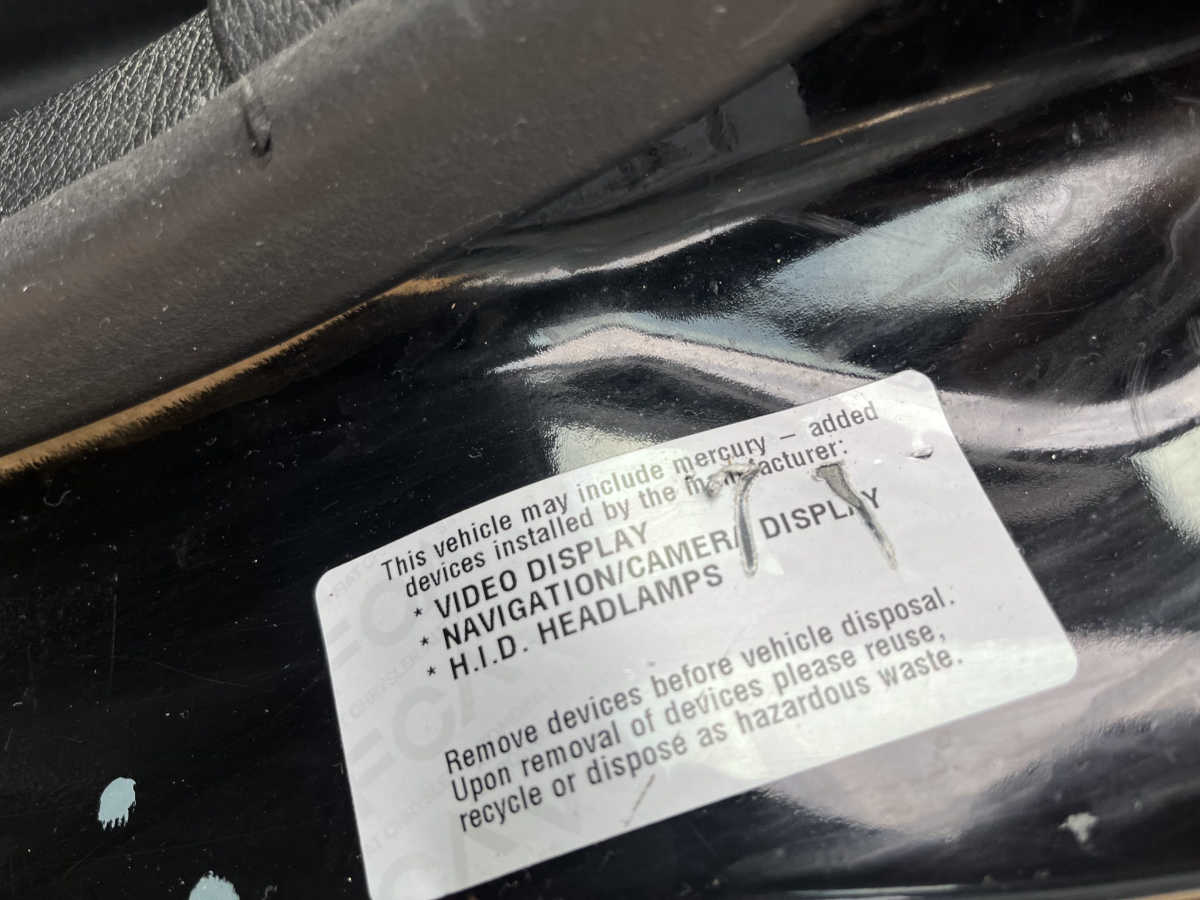 This vehicle may include mercury – added
devices installed by the manufacturer:
* VIDEO DISPLAY
* NAVIGATION/CAMERA DISPLAY
* H.I.D. HEADLAMPS
Remove devices before vehicle disposal.
Upon removal of devices please reuse,
recycle or dispose as hazardous waste.